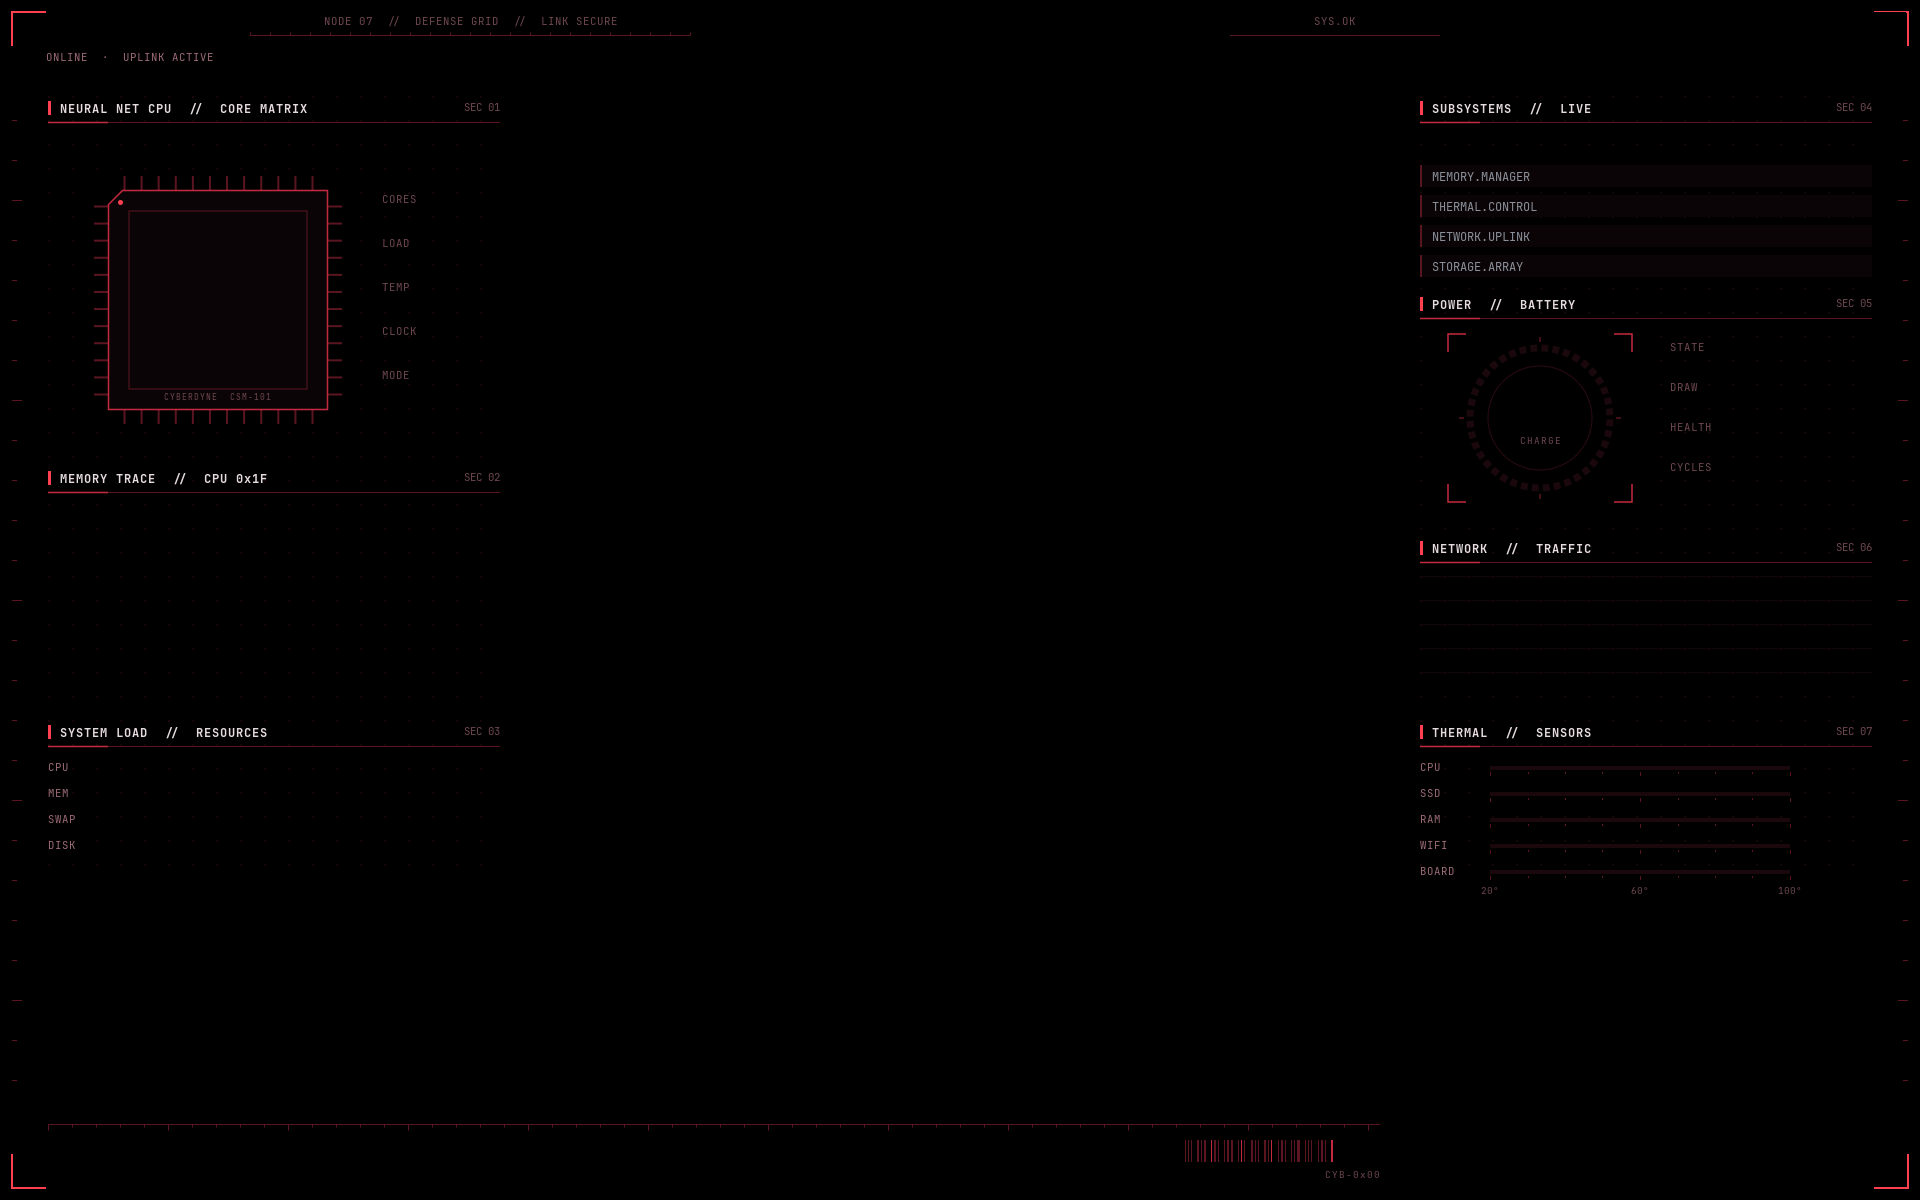 NODE 07 // DEFENSE GRID // LINK SECURE
SYS.OK
ONLINE · UPLINK ACTIVE
NEURAL NET CPU // CORE MATRIX
SEC 01
CORES
LOAD
TEMP
CLOCK
MODE
CYBERDYNE CSM-101
MEMORY TRACE // CPU 0x1F
SEC 02
SYSTEM LOAD // RESOURCES
SEC 03
CPU
MEM
SWAP
DISK
SUBSYSTEMS // LIVE
SEC 04
MEMORY.MANAGER
THERMAL.CONTROL
NETWORK.UPLINK
STORAGE.ARRAY
POWER // BATTERY
SEC 05
CHARGE
STATE
DRAW
HEALTH
CYCLES
NETWORK // TRAFFIC
SEC 06
THERMAL // SENSORS
SEC 07
CPU
SSD
RAM
WIFI
BOARD
20° 60° 100°
CYB-0x00